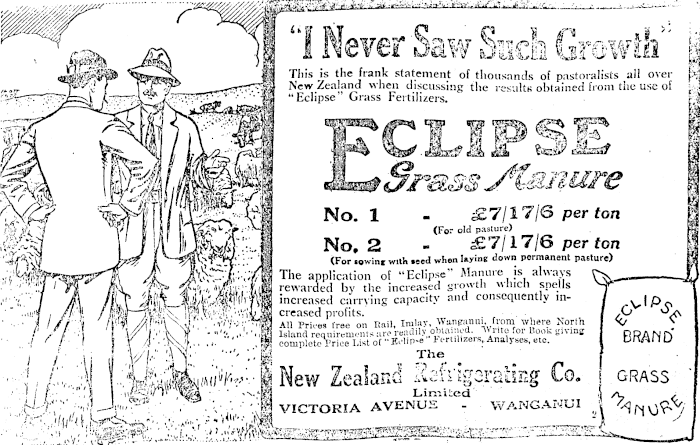 "I Never Saw Such Growth"
This is the frank statement of thousands of pastoralists all over
New Zealand when discussing the results obtained from the use of
"Eclipse" Grass Fertilizers.
ECLIPSE
Grass Manure
No. 1 - £7/17/6 per ton
(For old pasture)
No. 2 - £7/17/6 per ton
(For sowing with seed when laying down permanent pasture)
The application of "Eclipse" Manure is always
rewarded by the increased growth which spells
increased carrying capacity and consequently in-
creased profits.
All Prices free on Rail, Imlay, Wanganui, from where North
Island requirements are readily obtained. Write for Book giving
complete Price List of "Eclipse" Fertilizers, Analyses, etc.
The
New Zealand Refrigerating Co.
Limited
VICTORIA AVENUE - WANGANUI
2
ECLIPSE
BRAND
GRASS
MANURE